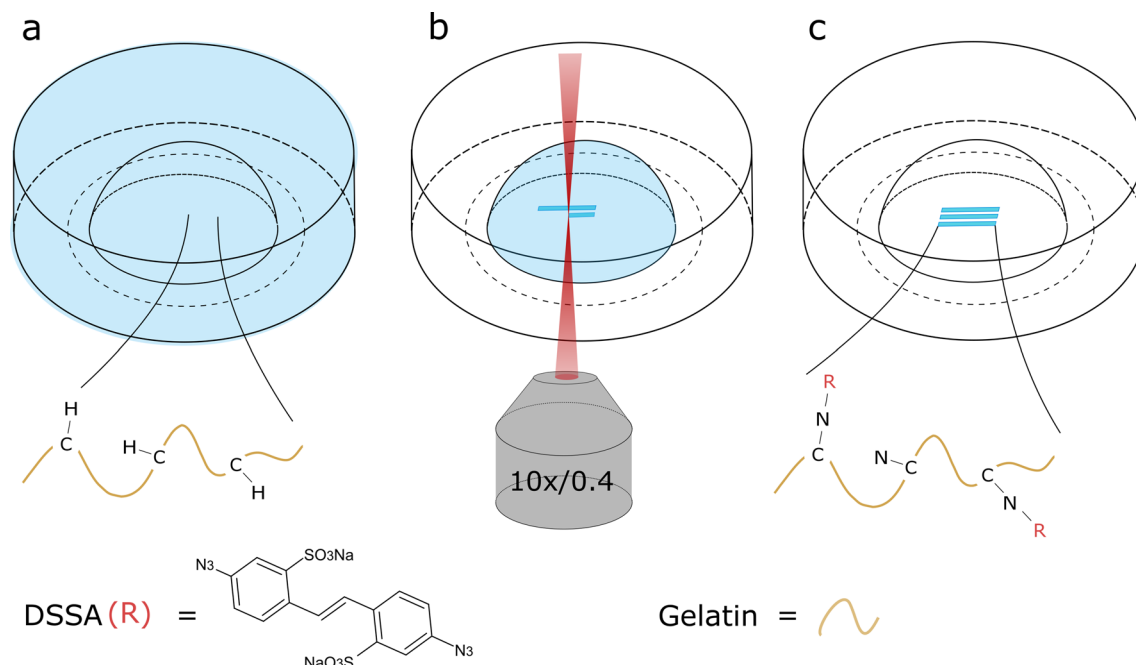 a
b
c
H
C
H
C
C
H
10x/0.4
R
N
C
N
C
C
N
R
DSSA (R) =
N3
SO3Na
NaO3S
N3
Gelatin =